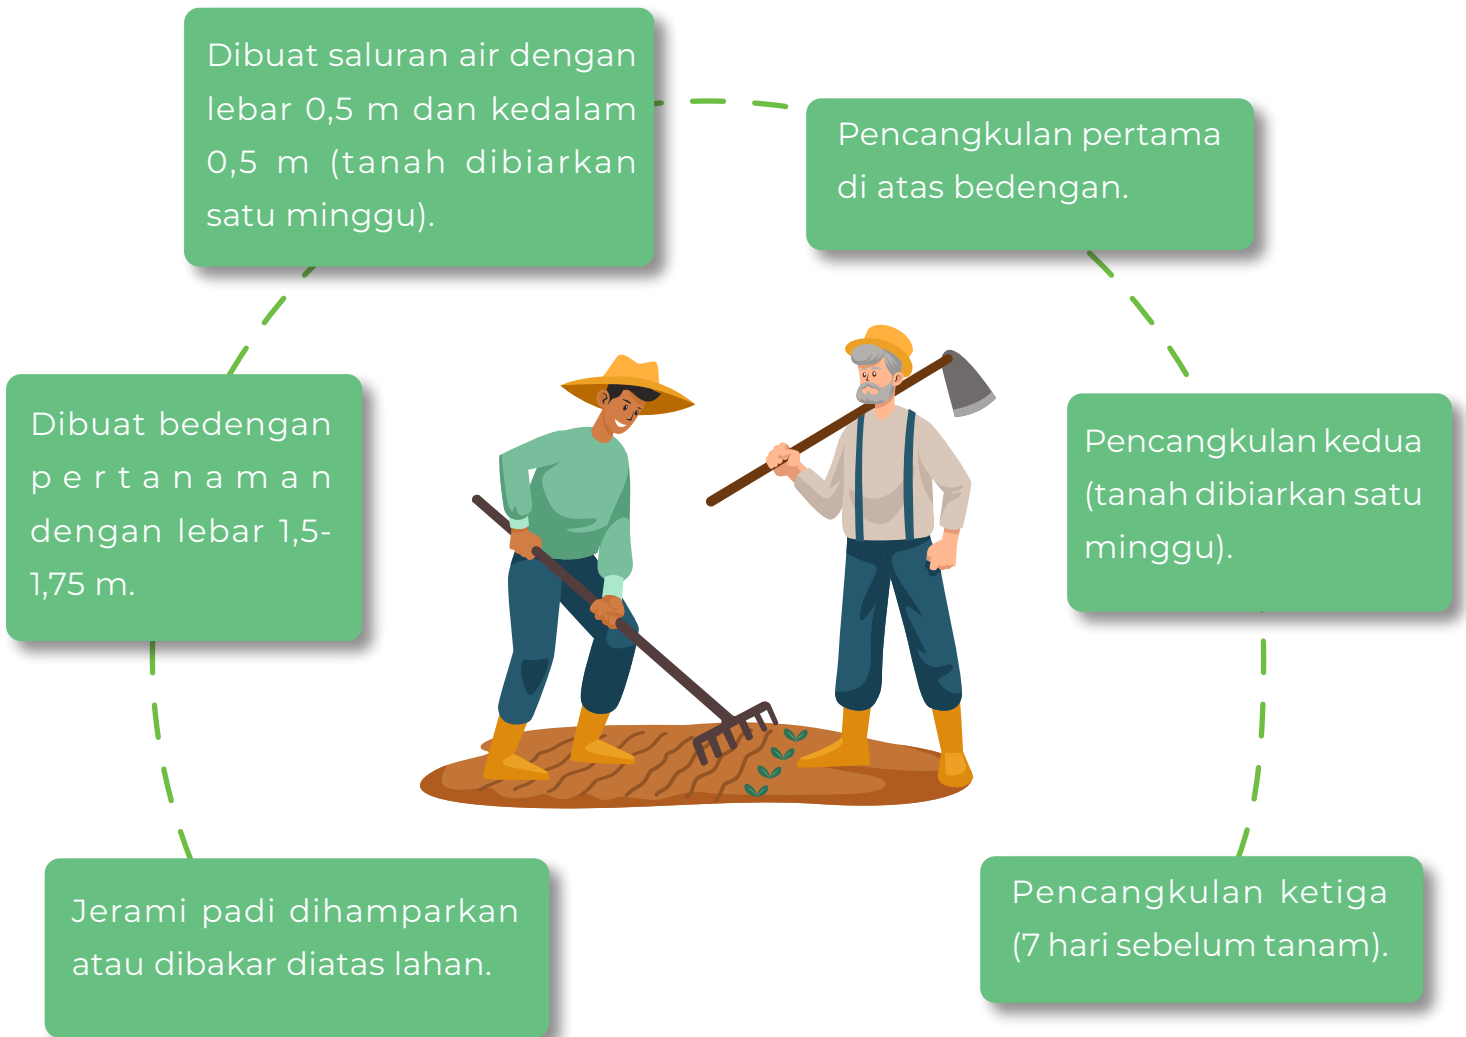 Jerami padi dihamparkan
atau dibakar diatas lahan.
Dibuat bedengan
pertanaman
dengan lebar 1,5-
1,75 m.
Dibuat saluran air dengan
lebar 0,5 m dan kedalam
0,5 m (tanah dibiarkan
satu minggu).
Pencangkulan pertama
di atas bedengan.
Pencangkulan kedua
(tanah dibiarkan satu
minggu).
Pencangkulan ketiga
(7 hari sebelum tanam).